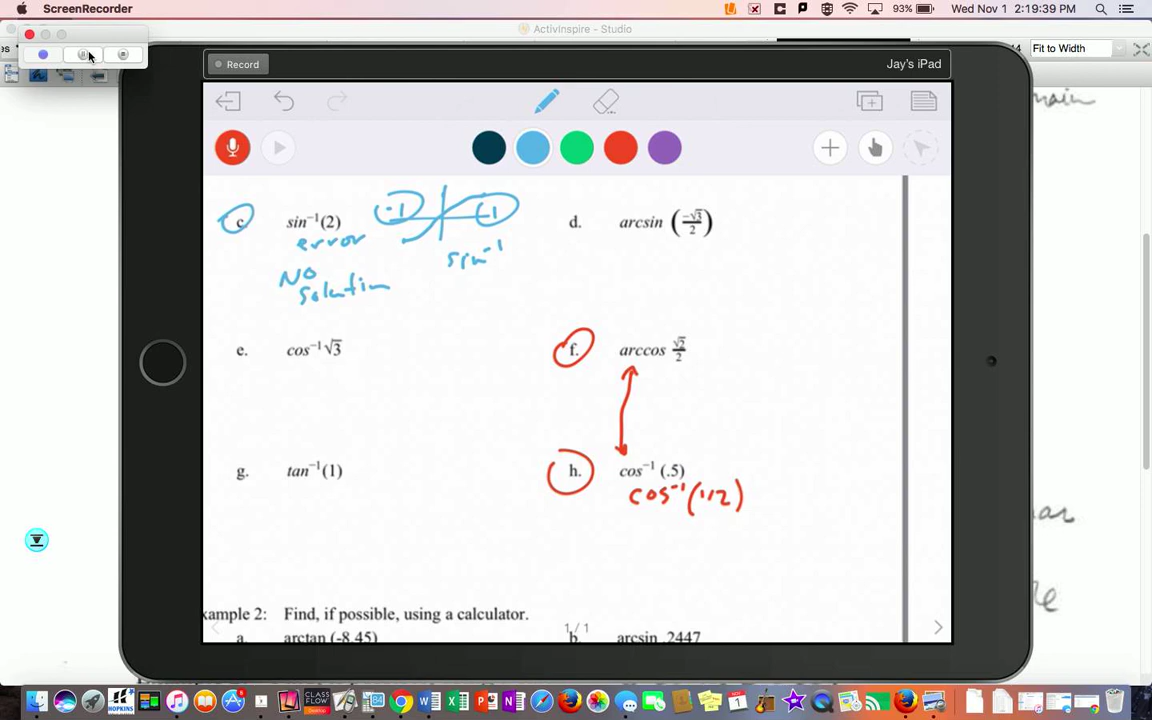 ScreenRecorder
93%
Wed Nov 1 2:19:39 PM
ActivInspire - Studio
Fit to Width
Record
Jay's iPad
main
c. sin⁻¹(2)
error
No
solution
-1
1
sin⁻¹
d. arcsin (-√3/2)
e. cos⁻¹√3
f. arccos √2/2
g. tan⁻¹(1)
h. cos⁻¹ (.5)
cos⁻¹(1/2)
xample 2: Find, if possible, using a calculator.
1/1
a. arctan (-8.45)
b. arcsin .2447